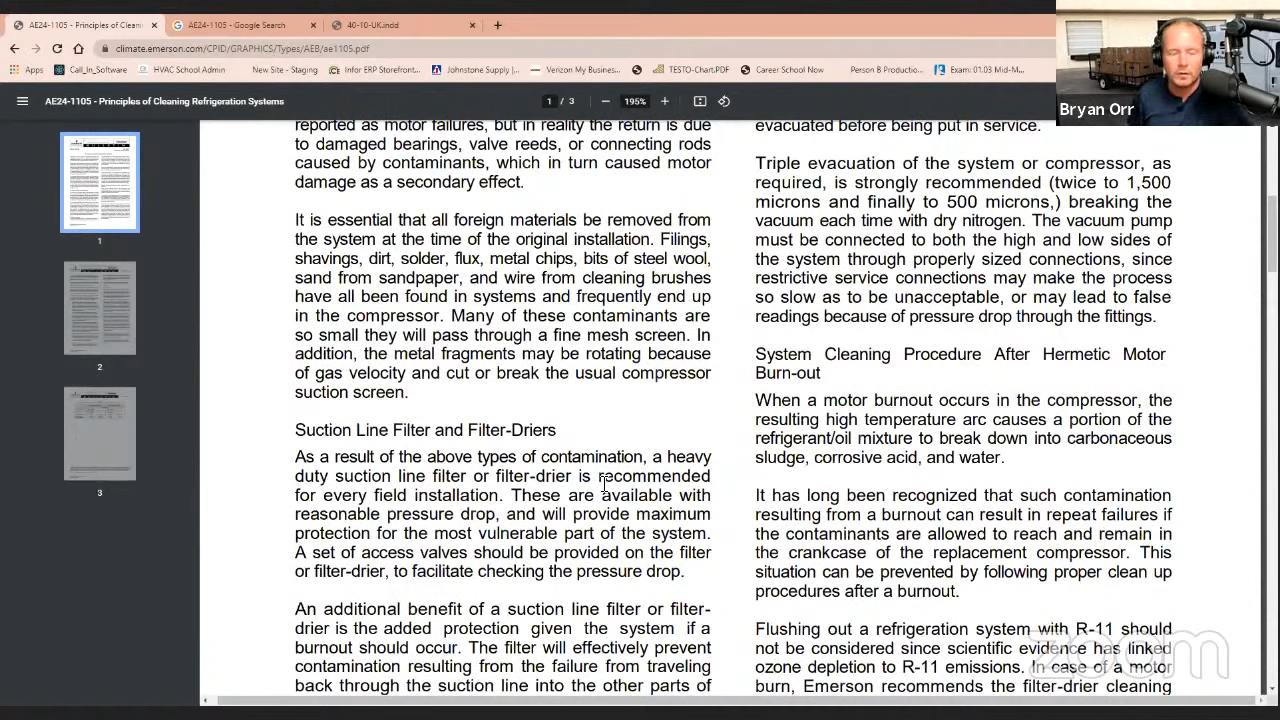 AE24-1105 - Principles of Clean
AE24-1105 - Google Search
40-10-UK.indd
climate.emerson.com/CPID/GRAPHICS/Types/AEB/ae1105.pdf
Apps
Call_In_Software
HVAC School Admin
New Site - Staging
Infor EpiStorefront...
Johnstone Supply...
Verizon My Busines...
TESTO-Chart.PDF
Career School Now
Person B Production...
Exam: 01.03 Mid-M...
Bryan Orr
AE24-1105 - Principles of Cleaning Refrigeration Systems
1 / 3
195%
1
2
3
reported as motor failures, but in reality the return is due
to damaged bearings, valve reeds, or connecting rods
caused by contaminants, which in turn caused motor
damage as a secondary effect.
It is essential that all foreign materials be removed from
the system at the time of the original installation. Filings,
shavings, dirt, solder, flux, metal chips, bits of steel wool,
sand from sandpaper, and wire from cleaning brushes
have all been found in systems and frequently end up
in the compressor. Many of these contaminants are
so small they will pass through a fine mesh screen. In
addition, the metal fragments may be rotating because
of gas velocity and cut or break the usual compressor
suction screen.
Suction Line Filter and Filter-Driers
As a result of the above types of contamination, a heavy
duty suction line filter or filter-drier is recommended
for every field installation. These are available with
reasonable pressure drop, and will provide maximum
protection for the most vulnerable part of the system.
A set of access valves should be provided on the filter
or filter-drier, to facilitate checking the pressure drop.
An additional benefit of a suction line filter or filter-
drier is the added protection given the system if a
burnout should occur. The filter will effectively prevent
contamination resulting from the failure from traveling
back through the suction line into the other parts of
evacuated before being put in service.
Triple evacuation of the system or compressor, as
required, is strongly recommended (twice to 1,500
microns and finally to 500 microns,) breaking the
vacuum each time with dry nitrogen. The vacuum pump
must be connected to both the high and low sides of
the system through properly sized connections, since
restrictive service connections may make the process
so slow as to be unacceptable, or may lead to false
readings because of pressure drop through the fittings.
System Cleaning Procedure After Hermetic Motor
Burn-out
When a motor burnout occurs in the compressor, the
resulting high temperature arc causes a portion of the
refrigerant/oil mixture to break down into carbonaceous
sludge, corrosive acid, and water.
It has long been recognized that such contamination
resulting from a burnout can result in repeat failures if
the contaminants are allowed to reach and remain in
the crankcase of the replacement compressor. This
situation can be prevented by following proper clean up
procedures after a burnout.
Flushing out a refrigeration system with R-11 should
not be considered since scientific evidence has linked
ozone depletion to R-11 emissions. In case of a motor
burn, Emerson recommends the filter-drier cleaning
zoom